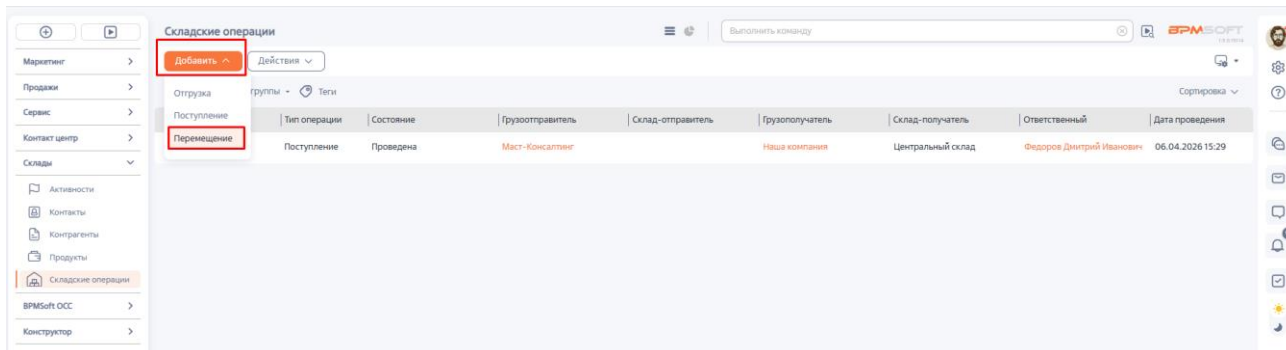 Складские операции
Выполнить команду
BPMSOFT
Маркетинг
Добавить
Действия
Продажи
Отгрузка
группы
Теги
Сортировка
Сервис
Поступление
Тип операции
Состояние
Грузоотправитель
Склад-отправитель
Грузополучатель
Склад-получатель
Ответственный
Дата проведения
Контакт центр
Перемещение
Поступление
Проведена
Маст-Консалтинг
Наша компания
Центральный склад
Федоров Дмитрий Иванович
06.04.2026 15:29
Склады
Активности
Контакты
Контрагенты
Продукты
Складские операции
BPMSoft ОСС
Конструктор